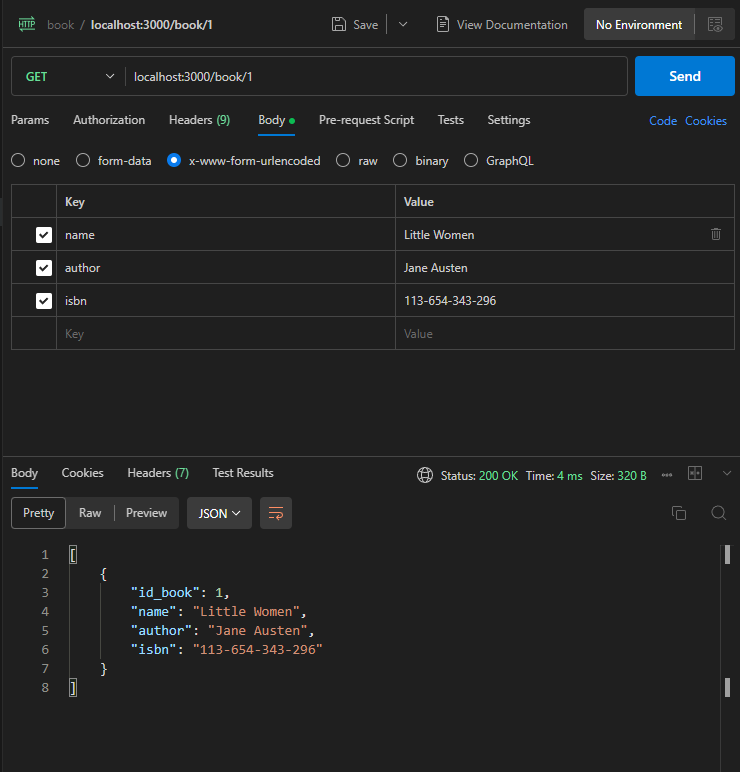 HTTP book / localhost:3000/book/1 Save View Documentation No Environment
GET localhost:3000/book/1 Send
Params Authorization Headers (9) Body Pre-request Script Tests Settings Code Cookies
none form-data x-www-form-urlencoded raw binary GraphQL
Key Value
name Little Women
author Jane Austen
isbn 113-654-343-296
Key Value
Body Cookies Headers (7) Test Results Status: 200 OK Time: 4 ms Size: 320 B
Pretty Raw Preview JSON
1 [
2 {
3 "id_book": 1,
4 "name": "Little Women",
5 "author": "Jane Austen",
6 "isbn": "113-654-343-296"
7 }
8 ]